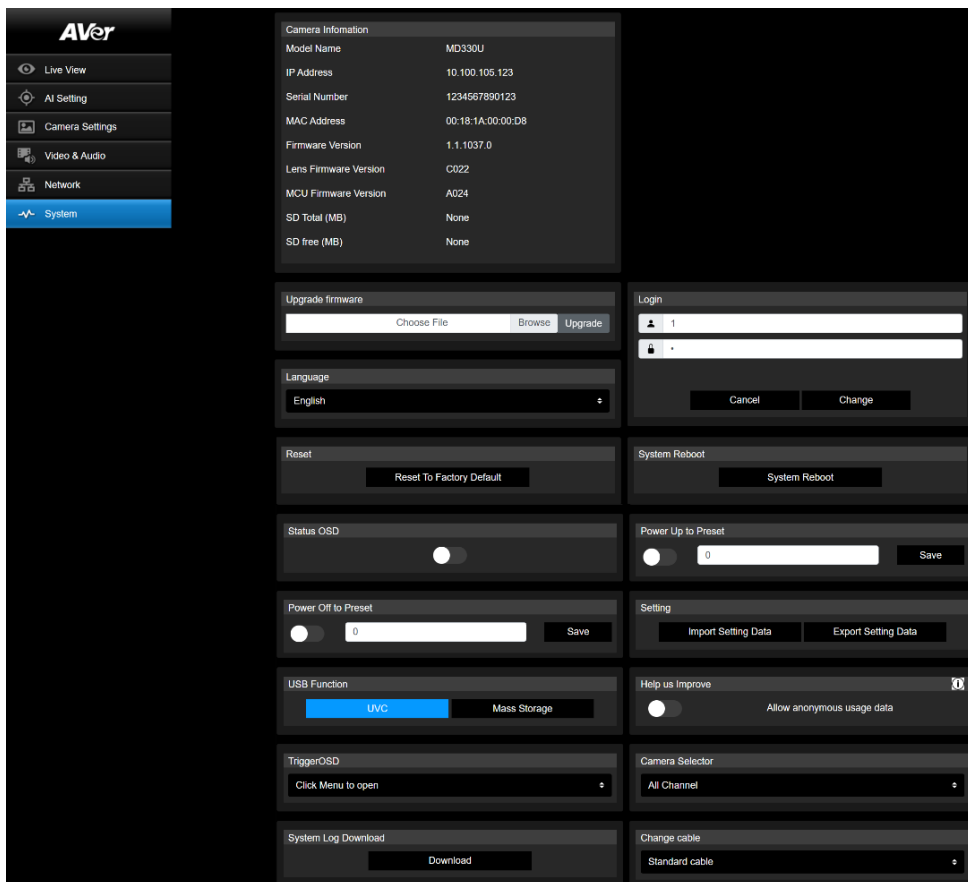 AVer
Live View
AI Setting
Camera Settings
Video & Audio
Network
System
Camera Infomation
Model Name MD330U
IP Address 10.100.105.123
Serial Number 1234567890123
MAC Address 00:18:1A:00:00:D8
Firmware Version 1.1.1037.0
Lens Firmware Version C022
MCU Firmware Version A024
SD Total (MB) None
SD free (MB) None
Upgrade firmware
Choose File Browse Upgrade
Login
1
•
Cancel Change
Language
English
Reset
Reset To Factory Default
System Reboot
System Reboot
Status OSD
Power Up to Preset
0 Save
Power Off to Preset
0 Save
Setting
Import Setting Data Export Setting Data
USB Function
UVC Mass Storage
Help us Improve
Allow anonymous usage data
TriggerOSD
Click Menu to open
Camera Selector
All Channel
System Log Download
Download
Change cable
Standard cable